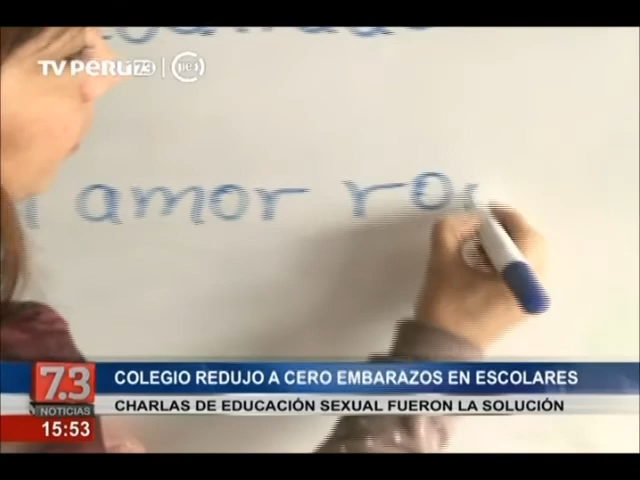 TV PERÚ 7.3
amor
7.3
NOTICIAS
15:53
COLEGIO REDUJO A CERO EMBARAZOS EN ESCOLARES
CHARLAS DE EDUCACIÓN SEXUAL FUERON LA SOLUCIÓN